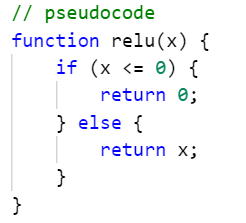 // pseudocode
function relu(x) {
    if (x <= 0) {
        return 0;
    } else {
        return x;
    }
}